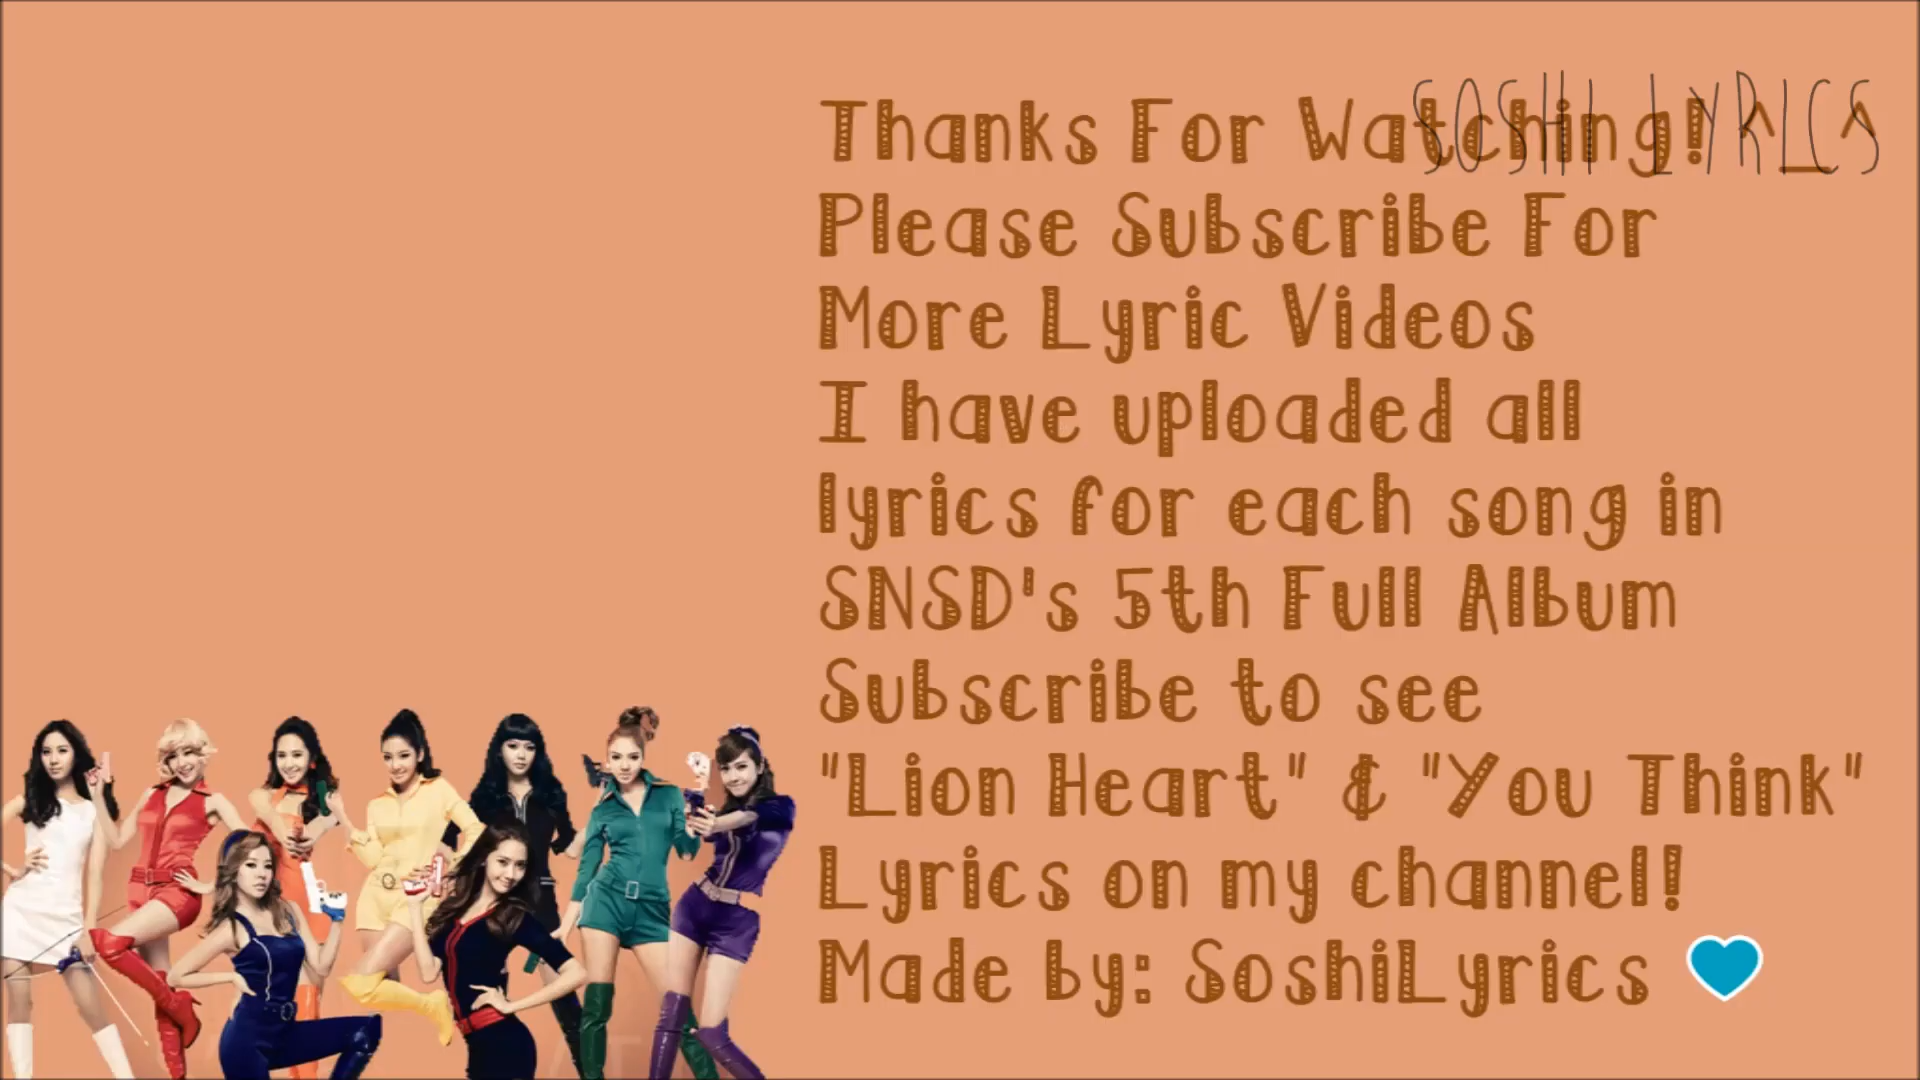 Thanks For Watching! ^_^
SOSHI LYRICS
Please Subscribe For
More Lyric Videos
I have uploaded all
lyrics for each song in
SNSD's 5th Full Album
Subscribe to see
"Lion Heart" & "You Think"
Lyrics on my channel!
Made by: SoshiLyrics